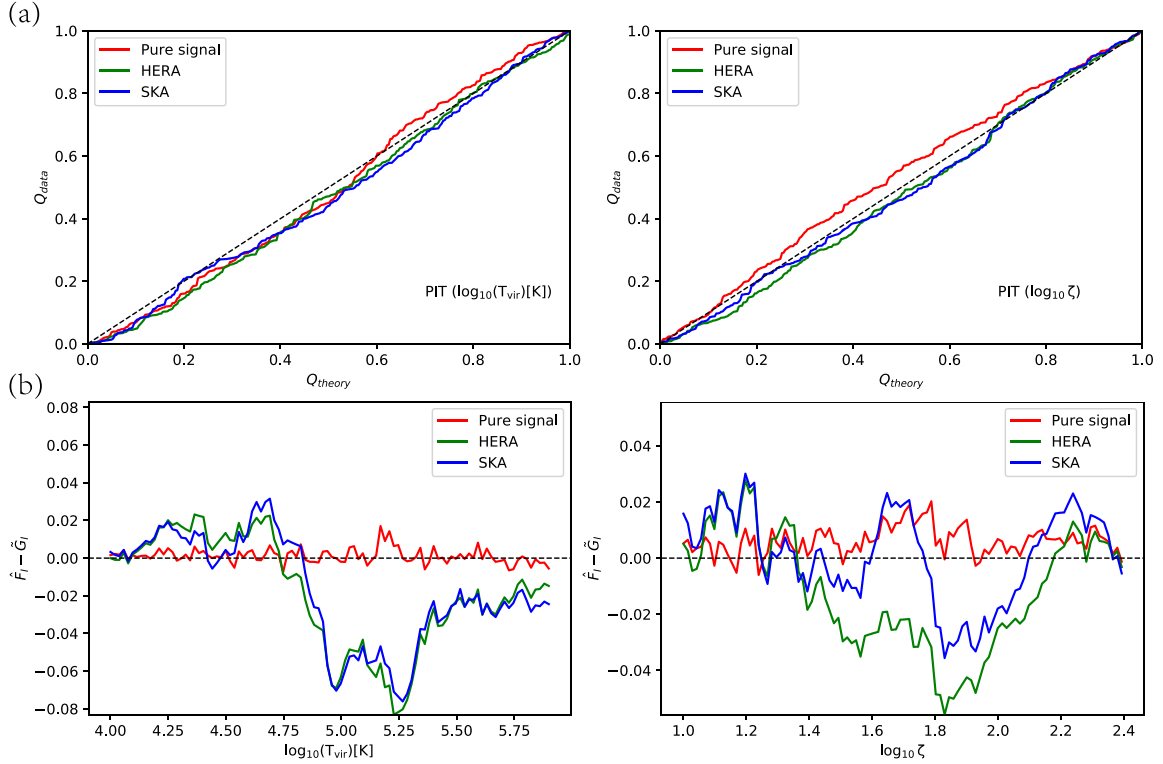 (a)
1.0
0.8
0.6
0.4
0.2
0.0
Q_data
Pure signal
HERA
SKA
PIT (log₁₀(T_vir)[K])
0.0 0.2 0.4 0.6 0.8 1.0
Q_theory
1.0
0.8
0.6
0.4
0.2
0.0
Q_data
Pure signal
HERA
SKA
PIT (log₁₀ ζ)
0.0 0.2 0.4 0.6 0.8 1.0
Q_theory
(b)
0.08
0.06
0.04
0.02
0.00
−0.02
−0.04
−0.06
−0.08
F̂_I − G̃_I
Pure signal
HERA
SKA
4.00 4.25 4.50 4.75 5.00 5.25 5.50 5.75
log₁₀(T_vir)[K]
0.04
0.02
0.00
−0.02
−0.04
F̂_I − G̃_I
Pure signal
HERA
SKA
1.0 1.2 1.4 1.6 1.8 2.0 2.2 2.4
log₁₀ ζ